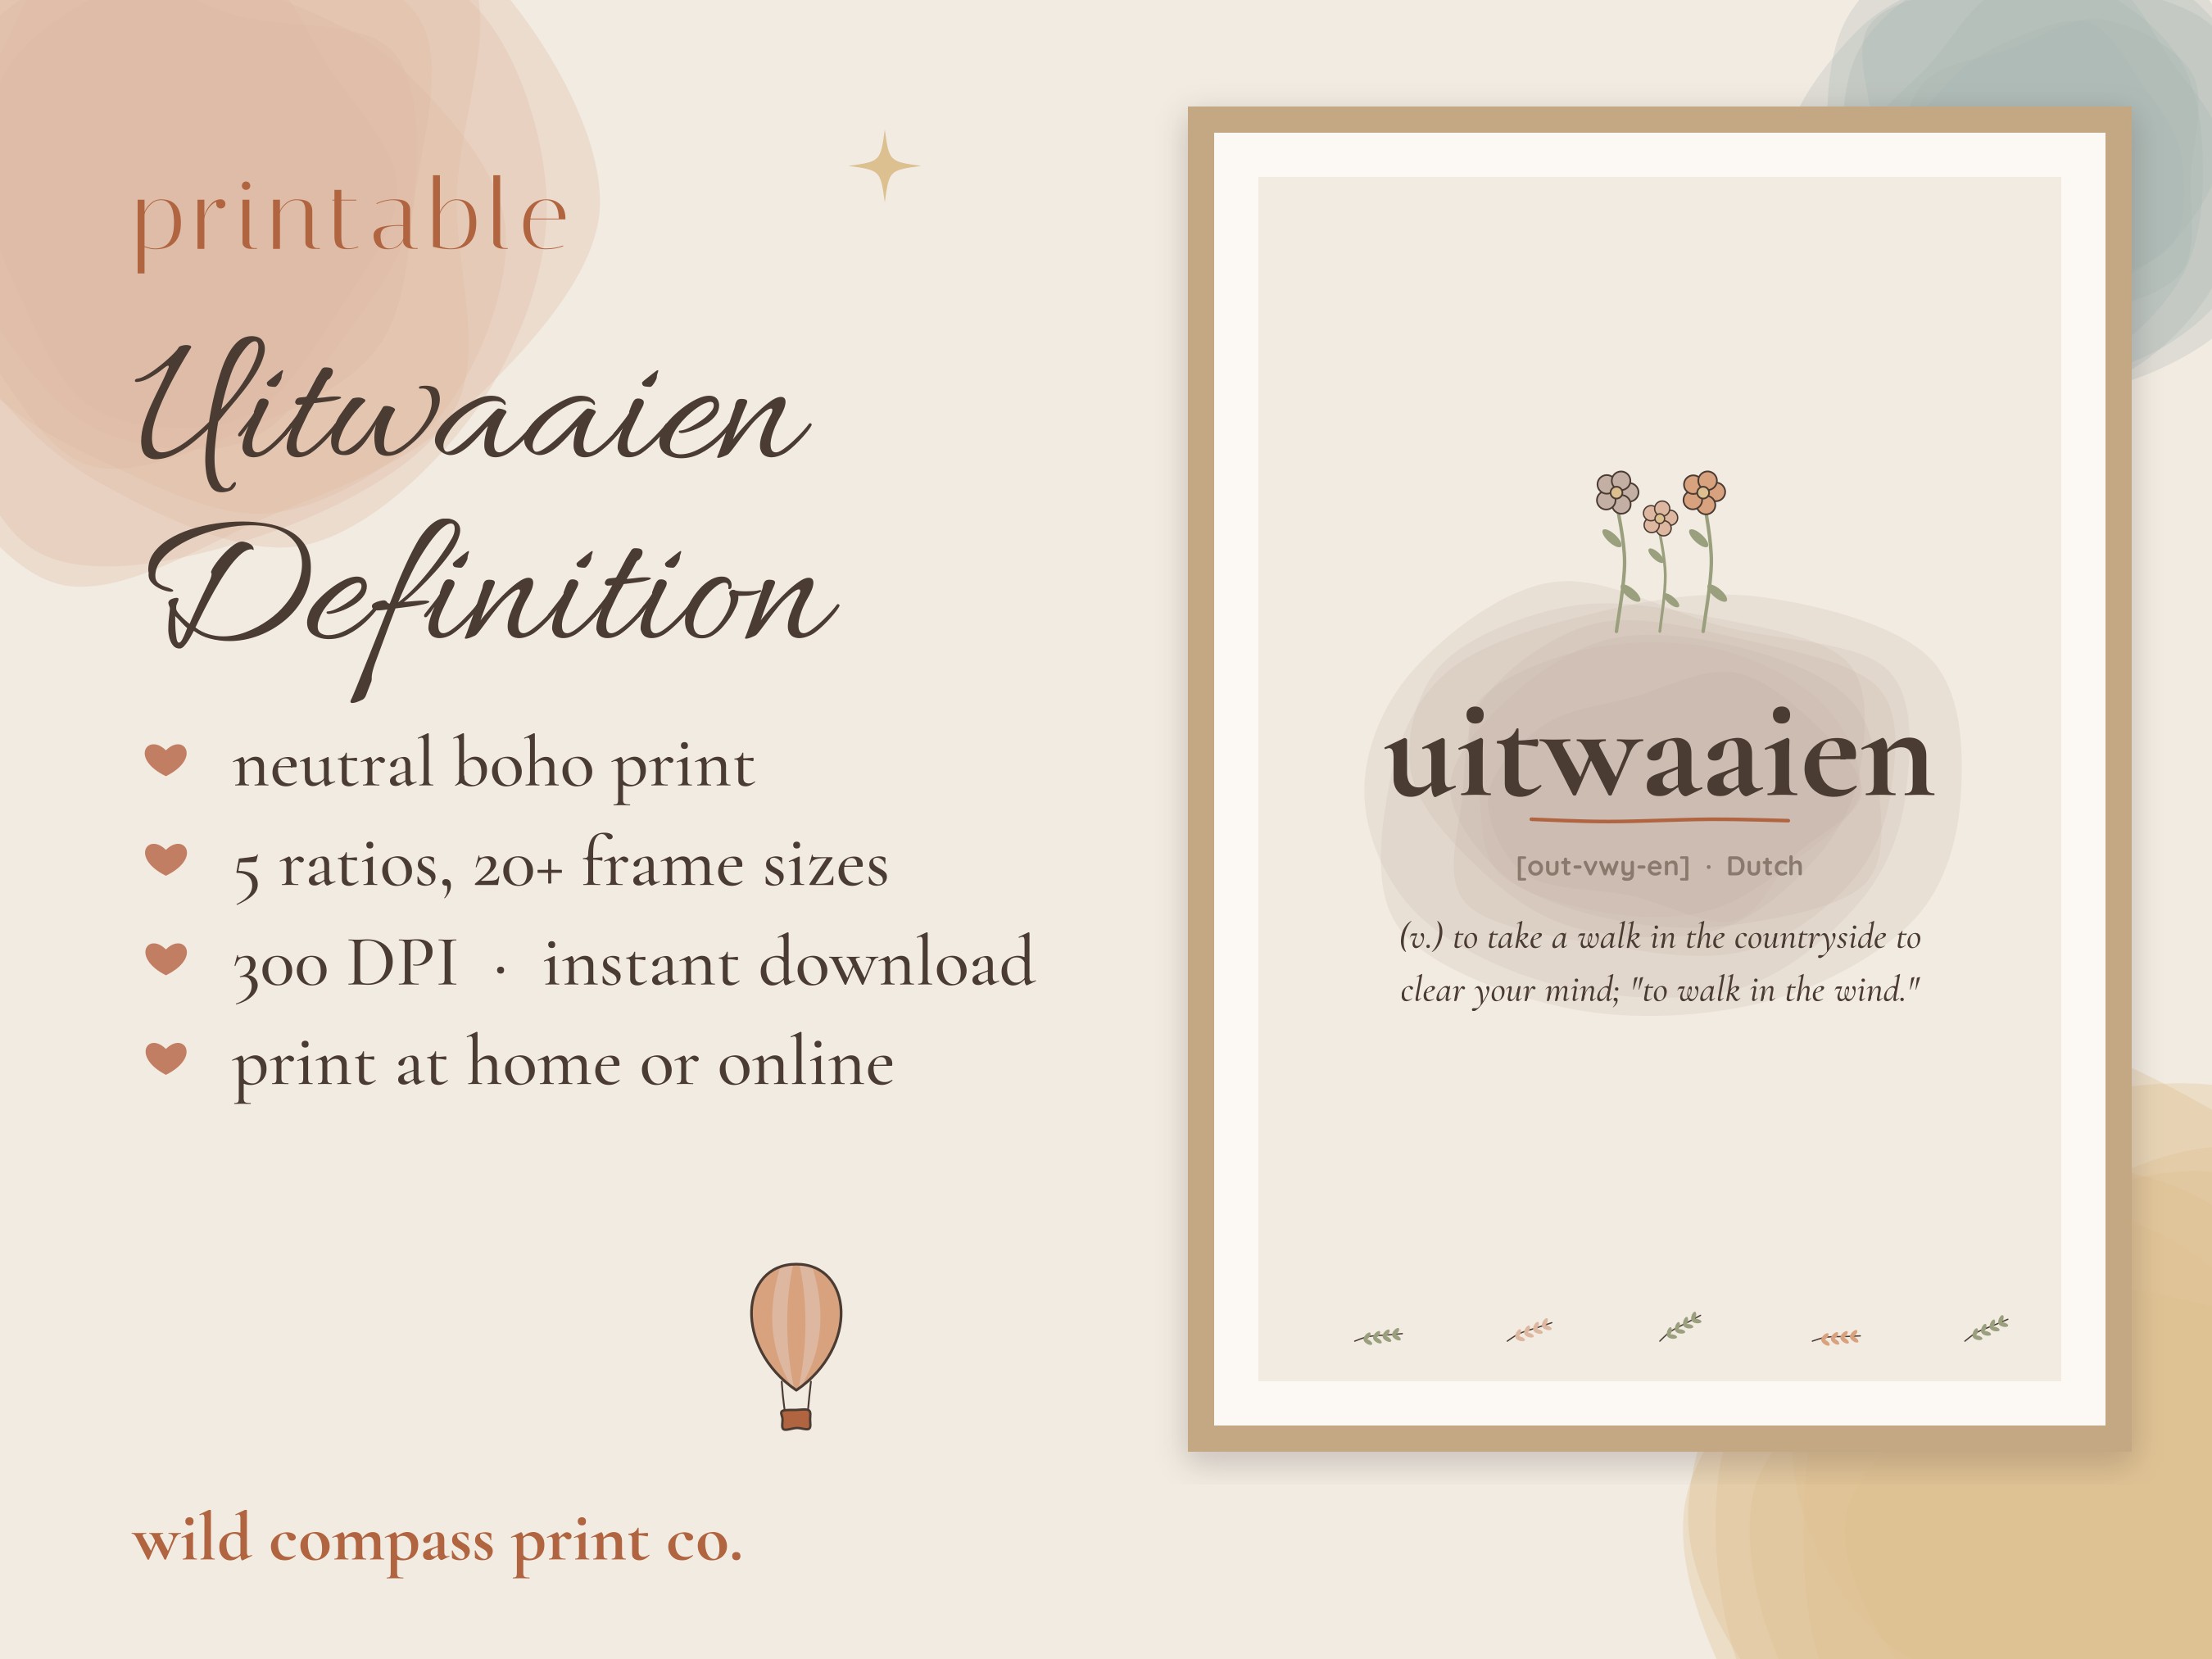 printable
Uitwaaien
Definition
neutral boho print
5 ratios, 20+ frame sizes
300 DPI · instant download
print at home or online
wild compass print co.
uitwaaien
[out-vwy-en] · Dutch
(v.) to take a walk in the countryside to
clear your mind; "to walk in the wind."